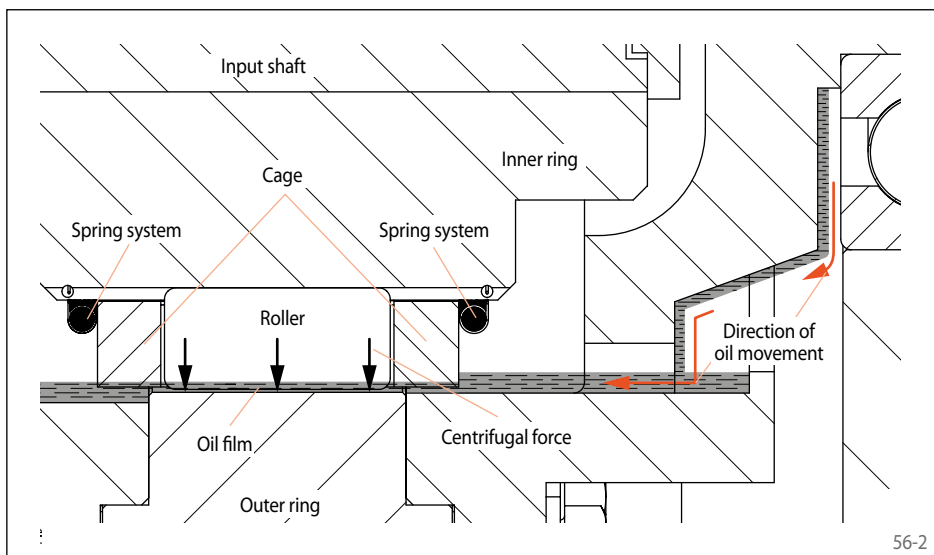 Input shaft
Inner ring
Cage
Spring system
Spring system
Roller
Direction of
oil movement
Oil film
Centrifugal force
Outer ring
56-2